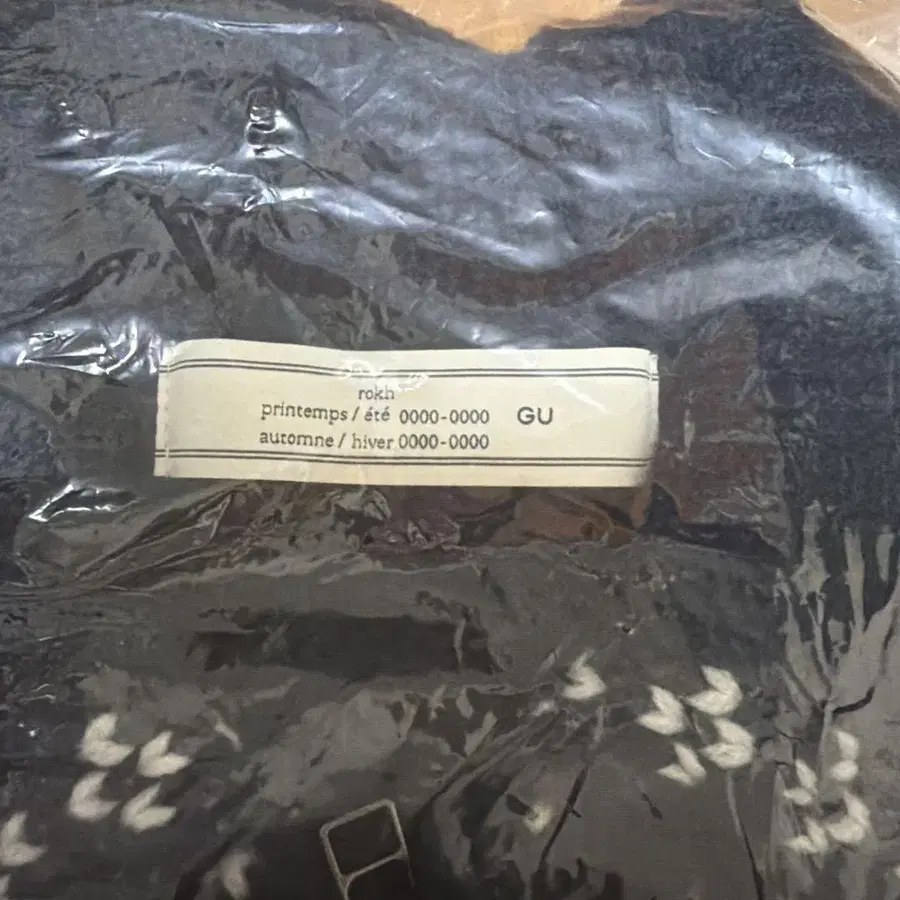 rokh
printemps / été 0000-0000 GU
automne / hiver 0000-0000